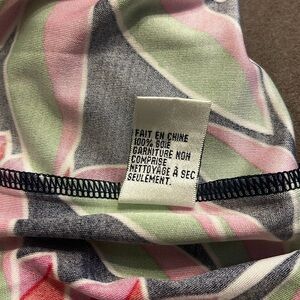 FAIT EN CHINE
100% SOIE
GARNITURE NON
COMPRISE
NETTOYAGE À SEC
SEULEMENT.